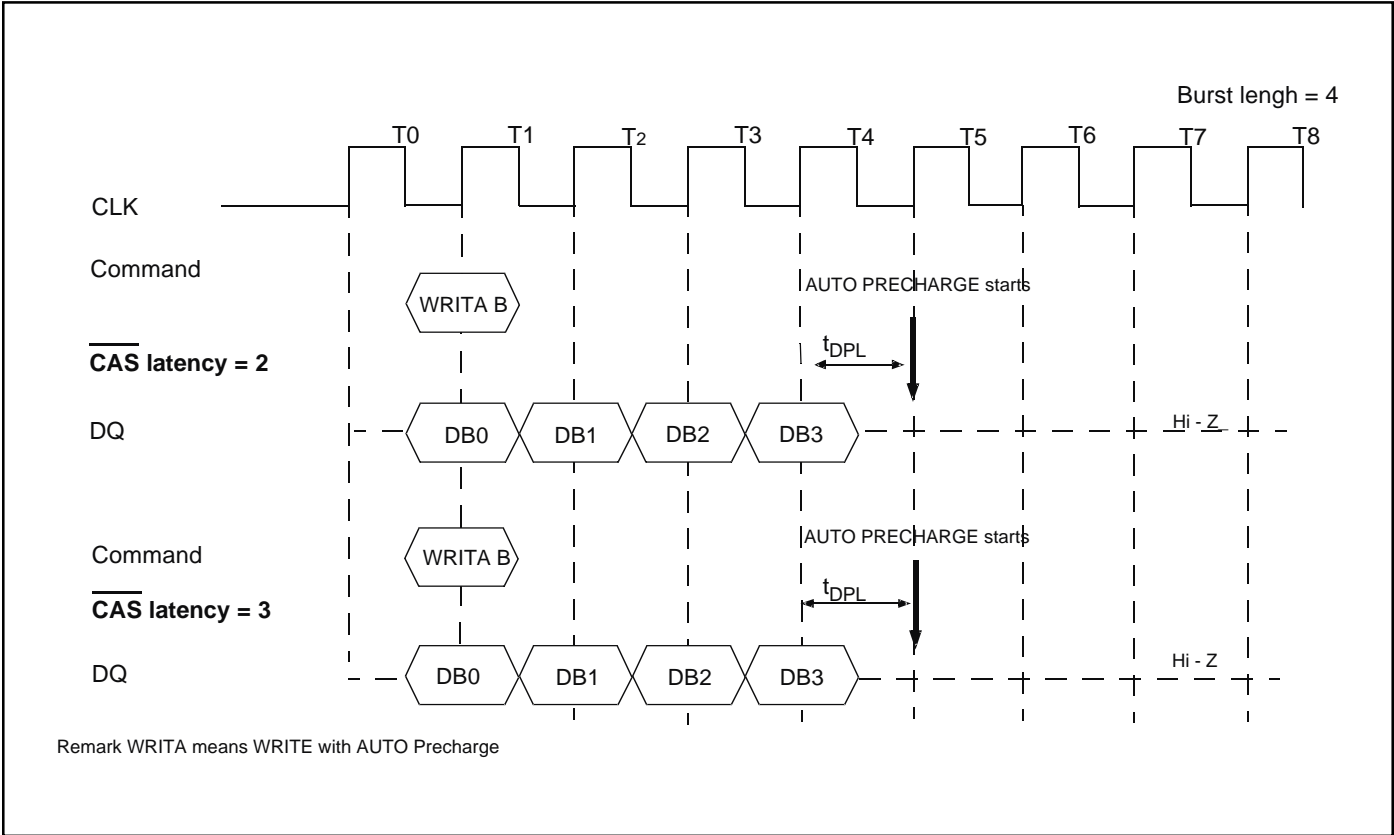 Burst lengh = 4
T0 T1 T2 T3 T4 T5 T6 T7 T8
CLK
Command
WRITA B
AUTO PRECHARGE starts
CAS latency = 2
tDPL
DQ
DB0 DB1 DB2 DB3
Hi - Z
Command
WRITA B
AUTO PRECHARGE starts
CAS latency = 3
tDPL
DQ
DB0 DB1 DB2 DB3
Hi - Z
Remark WRITA means WRITE with AUTO Precharge